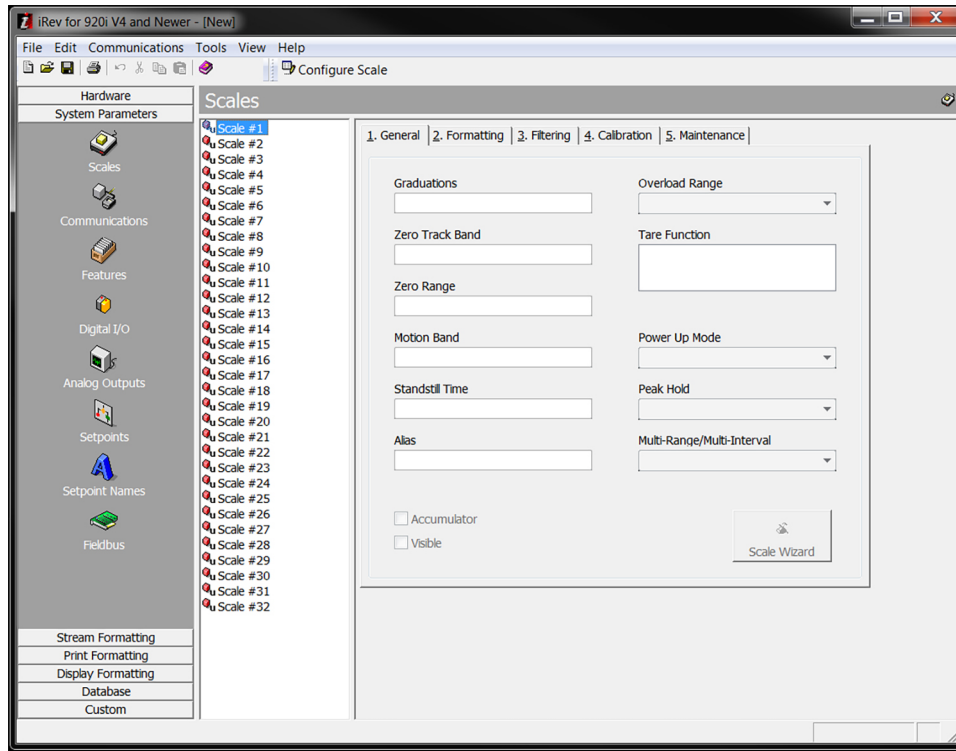 iRev for 920i V4 and Newer - [New]
File Edit Communications Tools View Help
Configure Scale
Hardware
System Parameters
Scales
Communications
Features
Digital I/O
Analog Outputs
Setpoints
Setpoint Names
Fieldbus
Stream Formatting
Print Formatting
Display Formatting
Database
Custom
Scales
u Scale #1
u Scale #2
u Scale #3
u Scale #4
u Scale #5
u Scale #6
u Scale #7
u Scale #8
u Scale #9
u Scale #10
u Scale #11
u Scale #12
u Scale #13
u Scale #14
u Scale #15
u Scale #16
u Scale #17
u Scale #18
u Scale #19
u Scale #20
u Scale #21
u Scale #22
u Scale #23
u Scale #24
u Scale #25
u Scale #26
u Scale #27
u Scale #28
u Scale #29
u Scale #30
u Scale #31
u Scale #32
1. General 2. Formatting 3. Filtering 4. Calibration 5. Maintenance
Graduations
Zero Track Band
Zero Range
Motion Band
Standstill Time
Alias
Accumulator
Visible
Overload Range
Tare Function
Power Up Mode
Peak Hold
Multi-Range/Multi-Interval
Scale Wizard